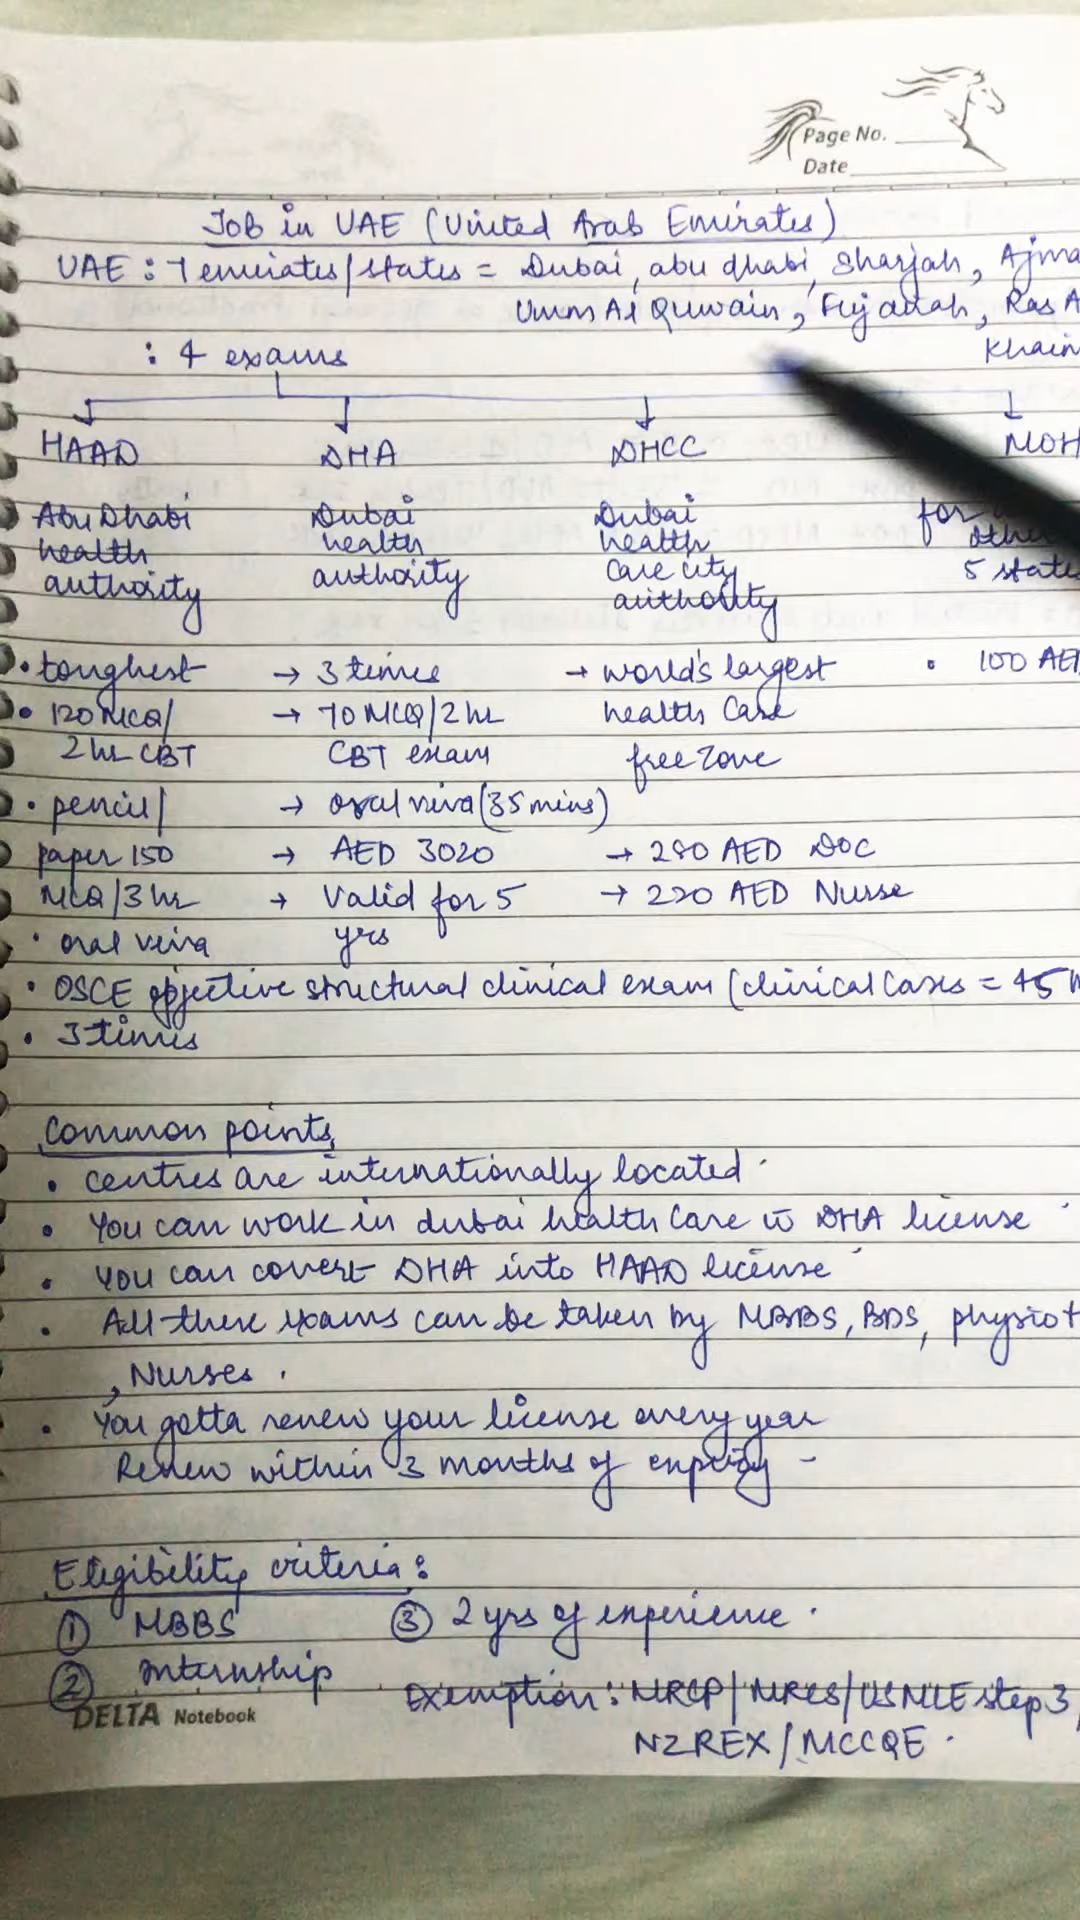 Page No.
Date
Job in UAE (United Arab Emirates)
UAE : 7 emirates/states = Dubai, abu dhabi, Sharjah, Ajma
Umm Al Quwain, Fujairah, Ras A
Khaim
: 4 exams
HAAD DHA DHCC MOH
Abu Dhabi health authority
Dubai health authority
Dubai health care city authority
for
othe
5 states
• toughest → 3 times → world's largest • 100 AED
• 120 MCQ/ → 70 MCQ/2 hr health Care
2 hr CBT CBT exam free zone
• pencil/ → oral viva (35 mins)
paper 150 → AED 3020 → 280 AED DOC
MCQ/3 hr → Valid for 5 → 220 AED Nurse
• oral viva yrs
• OSCE objective structural clinical exam (clinical Cases = 45 m
• 3 times
Common points
• centres are internationally located.
• You can work in dubai health Care w DHA license
• You can covert DHA into HAAD license
• All these exams can be taken by MBBS, BDS, physiot
, Nurses.
• You gotta renew your license every year
Renew within 3 months of expiry -
Eligibility criteria :
① MBBS ③ 2 yrs of experience.
② Internship
Exemption : MRCP/MRCS/USMLE step 3,
NZREX/MCCQE.
DELTA Notebook